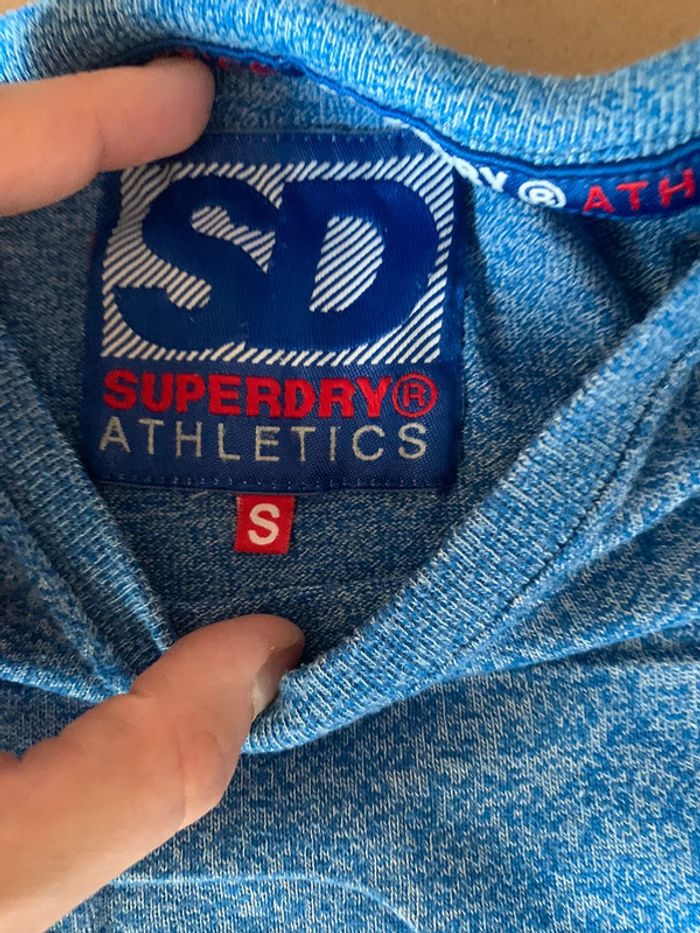 RY® ATH
SD
SUPERDRY®
ATHLETICS
S